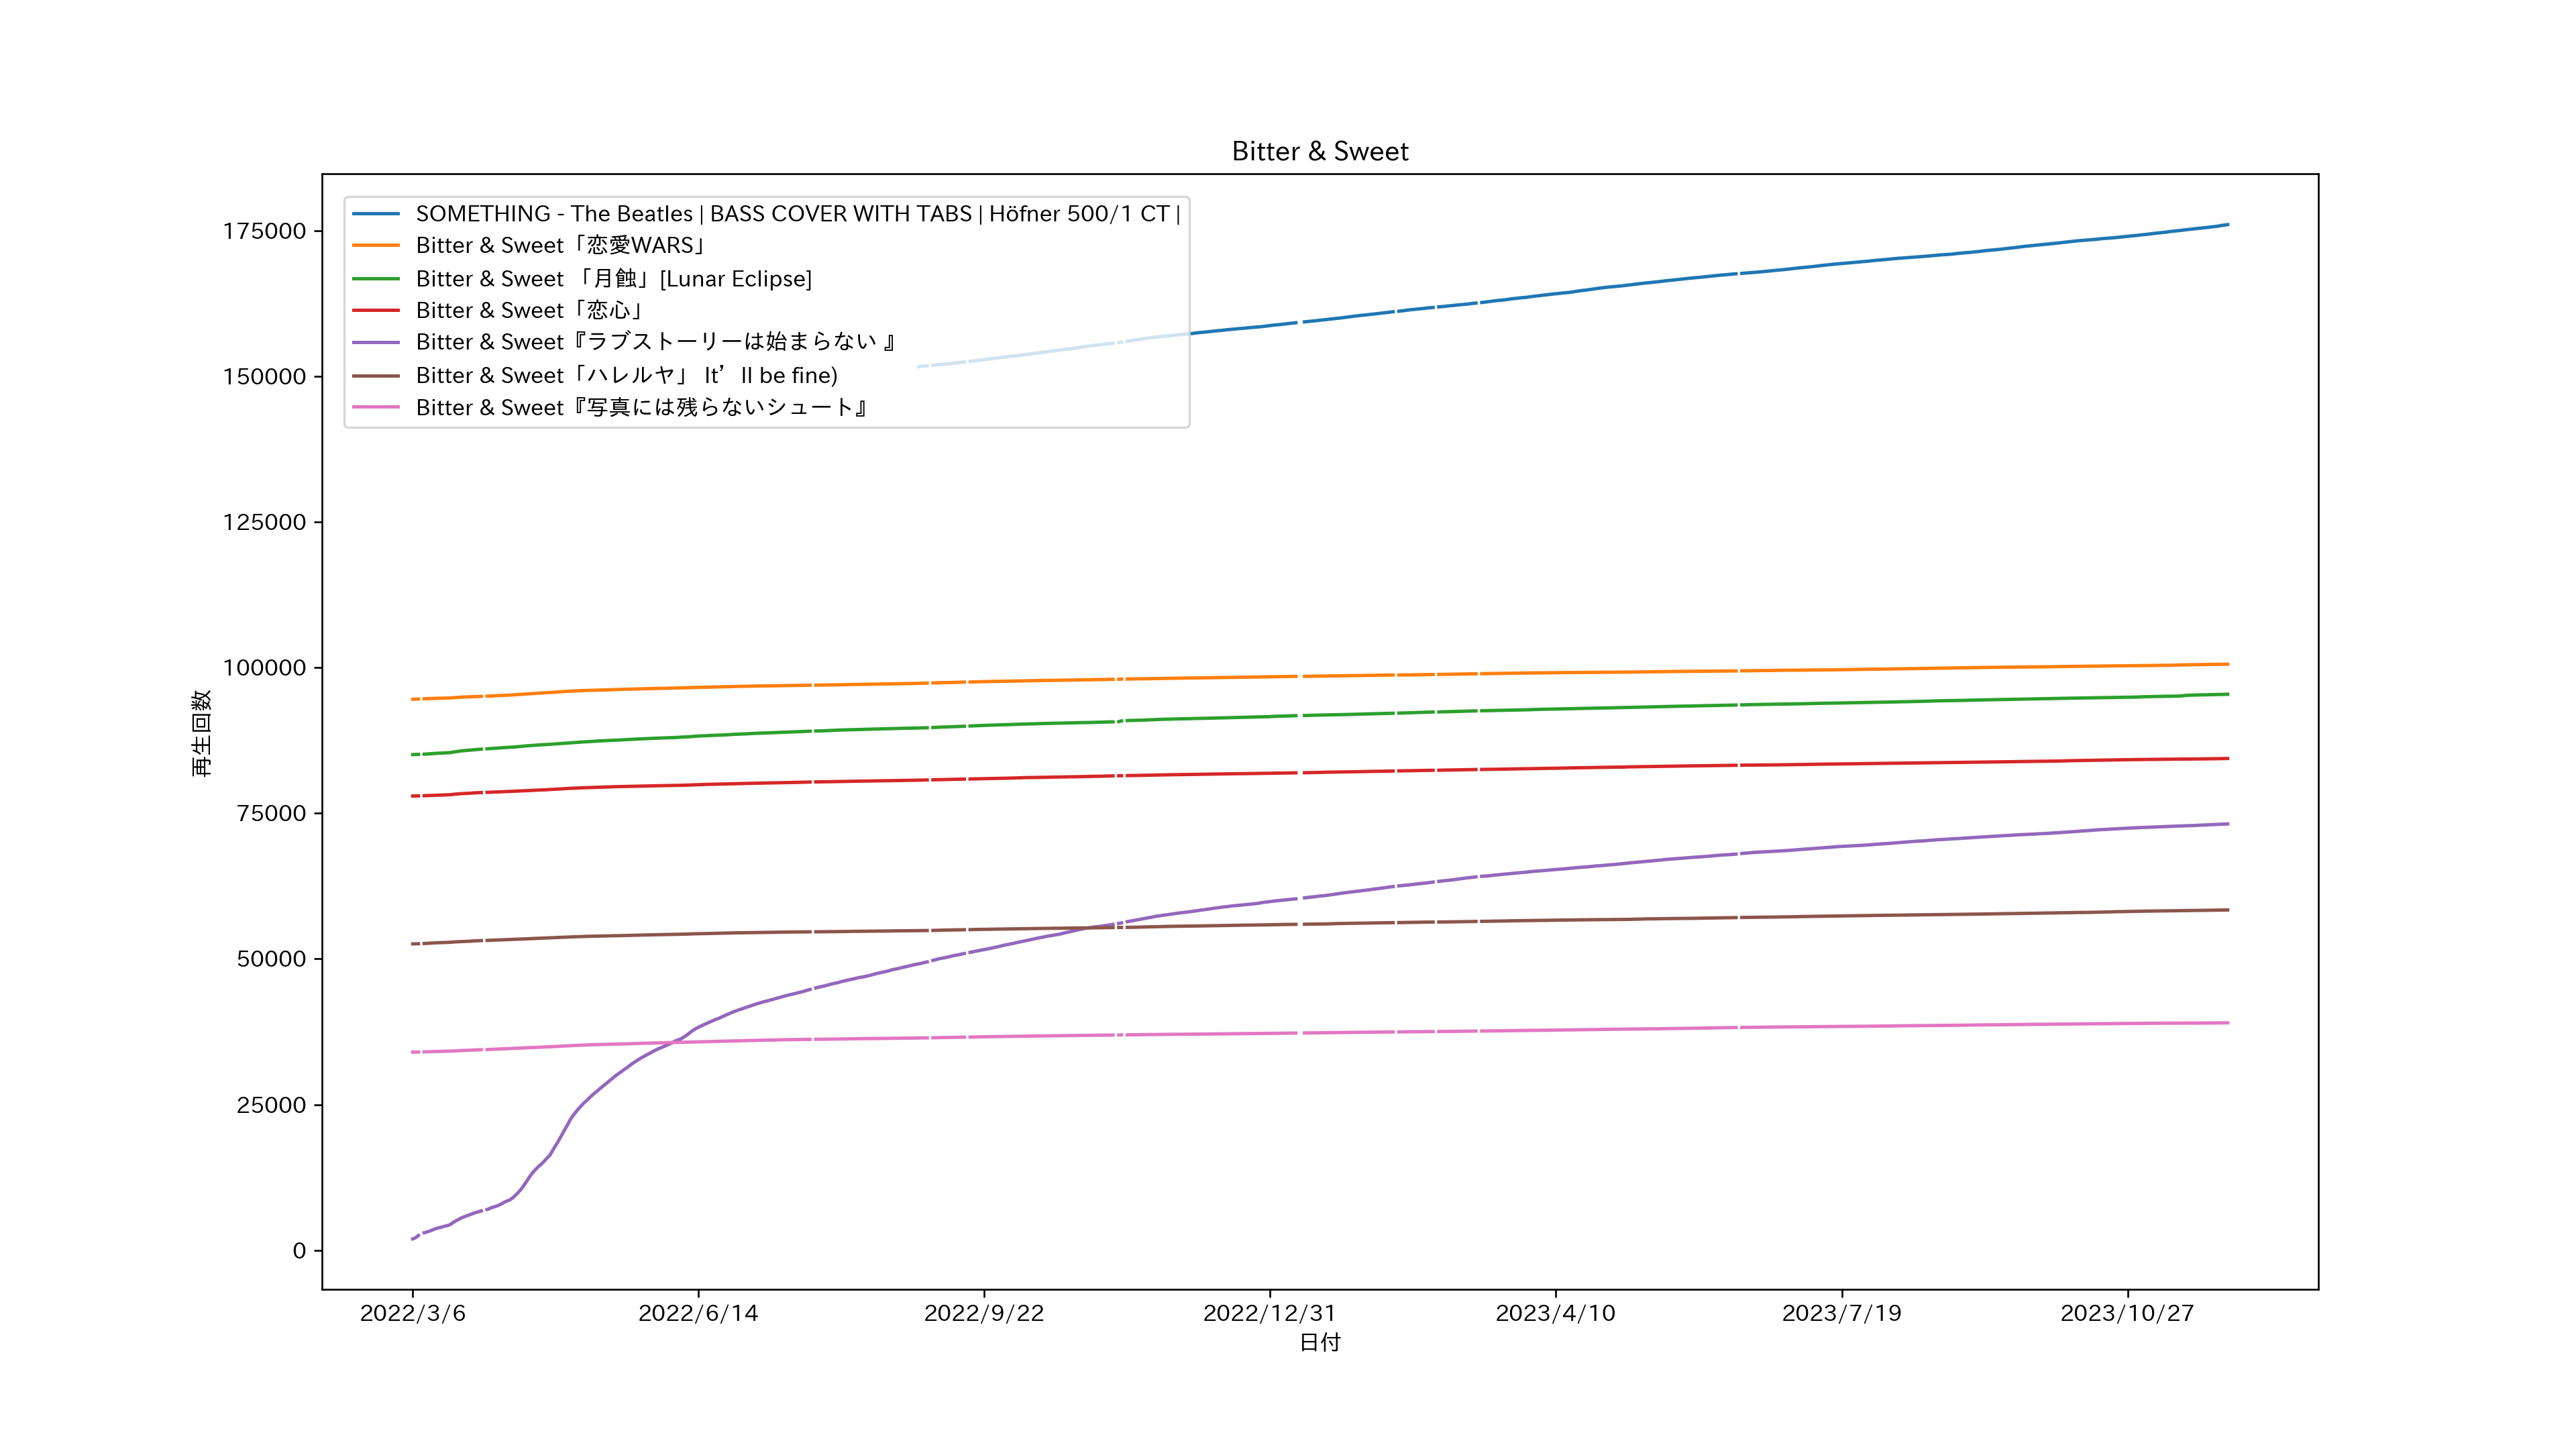 Bitter & Sweet
SOMETHING - The Beatles | BASS COVER WITH TABS | Höfner 500/1 CT |
Bitter & Sweet「恋愛WARS」
Bitter & Sweet 「月蝕」[Lunar Eclipse]
Bitter & Sweet「恋心」
Bitter & Sweet『ラブストーリーは始まらない 』
Bitter & Sweet「ハレルヤ」 It’ll be fine)
Bitter & Sweet『写真には残らないシュート』
175000
150000
125000
100000
75000
50000
25000
0
再生回数
2022/3/6
2022/6/14
2022/9/22
2022/12/31
2023/4/10
2023/7/19
2023/10/27
日付